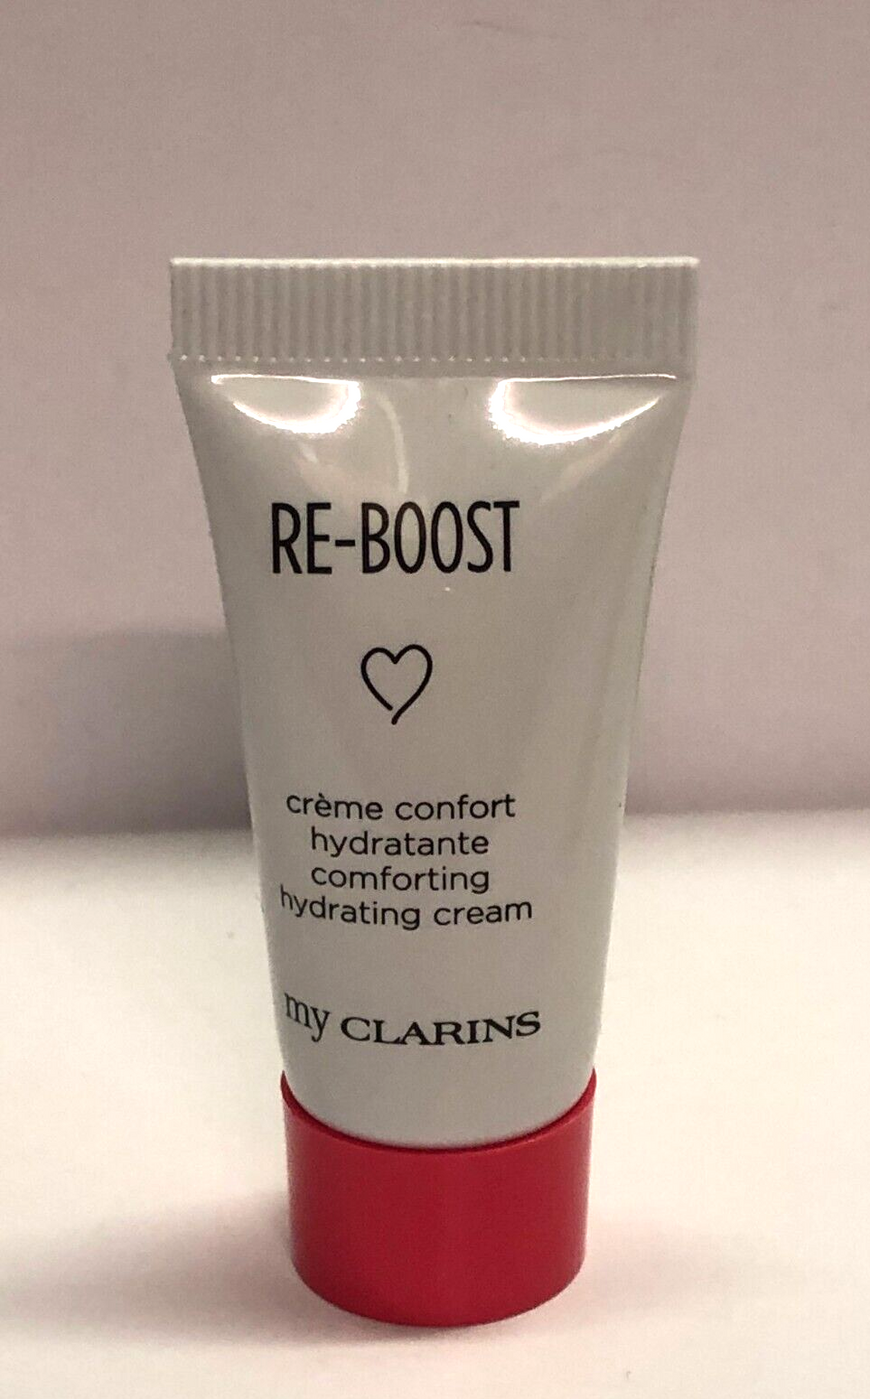 RE-BOOST
crème confort
hydratante
comforting
hydrating cream
my CLARINS